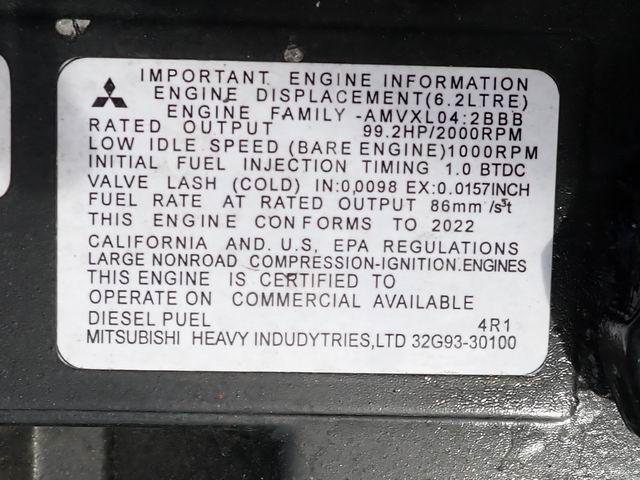 IMPORTANT ENGINE INFORMATION
ENGINE DISPLACEMENT(6.2LTRE)
ENGINE FAMILY -AMVXL04:2BBB
RATED OUTPUT 99.2HP/2000RPM
LOW IDLE SPEED (BARE ENGINE)1000RPM
INITIAL FUEL INJECTION TIMING 1.0 BTDC
VALVE LASH (COLD) IN:0,0098 EX:0.0157INCH
FUEL RATE AT RATED OUTPUT 86mm³/st
THIS ENGINE CONFORMS TO 2022
CALIFORNIA AND. U.S, EPA REGULATIONS
LARGE NONROAD COMPRESSION-IGNITION.ENGINES
THIS ENGINE IS CERTIFIED TO
OPERATE ON COMMERCIAL AVAILABLE
DIESEL PUEL 4R1
MITSUBISHI HEAVY INDUDYTRIES,LTD 32G93-30100